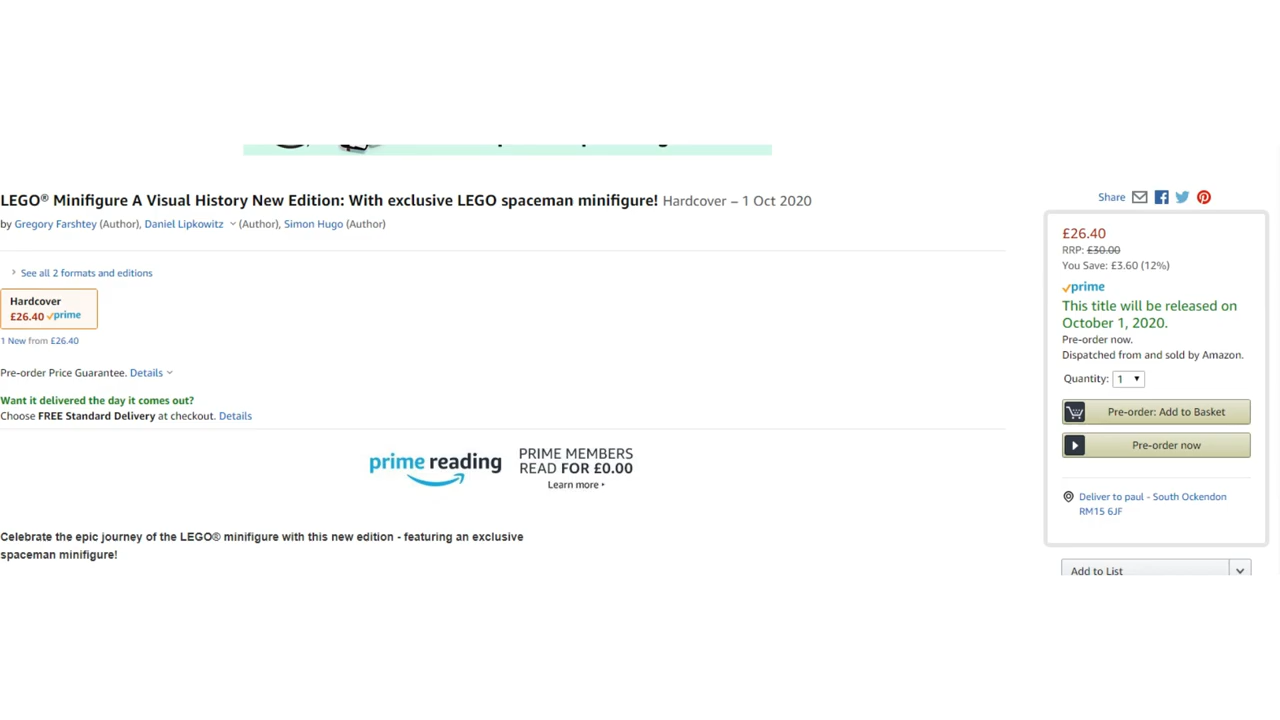 LEGO® Minifigure A Visual History New Edition: With exclusive LEGO spaceman minifigure! Hardcover – 1 Oct 2020
by Gregory Farshtey (Author), Daniel Lipkowitz (Author), Simon Hugo (Author)
See all 2 formats and editions
Hardcover
£26.40 prime
1 New from £26.40
Pre-order Price Guarantee. Details
Want it delivered the day it comes out?
Choose FREE Standard Delivery at checkout. Details
prime reading
PRIME MEMBERS
READ FOR £0.00
Learn more
Celebrate the epic journey of the LEGO® minifigure with this new edition - featuring an exclusive
spaceman minifigure!
Share
£26.40
RRP: £30.00
You Save: £3.60 (12%)
prime
This title will be released on
October 1, 2020.
Pre-order now.
Dispatched from and sold by Amazon.
Quantity: 1
Pre-order: Add to Basket
Pre-order now
Deliver to paul - South Ockendon
RM15 6JF
Add to List